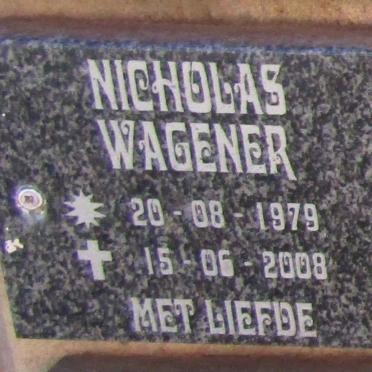 NICHOLAS
WAGENER
20-08-1979
15-06-2008
MET LIEFDE